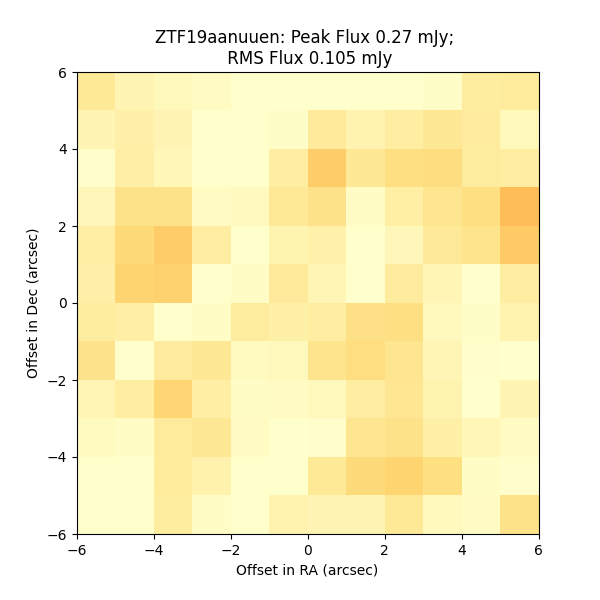 ZTF19aanuuen: Peak Flux 0.27 mJy;
RMS Flux 0.105 mJy
6
4
2
0
−2
−4
−6
Offset in Dec (arcsec)
−6 −4 −2 0 2 4 6
Offset in RA (arcsec)